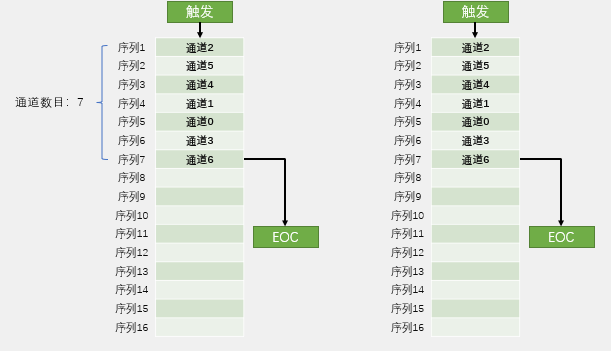 触发 触发
序列1 通道2 序列1 通道2
序列2 通道5 序列2 通道5
序列3 通道4 序列3 通道4
通道数目：7 序列4 通道1 序列4 通道1
序列5 通道0 序列5 通道0
序列6 通道3 序列6 通道3
序列7 通道6 序列7 通道6
序列8 序列8
序列9 序列9
序列10 序列10
序列11 EOC 序列11 EOC
序列12 序列12
序列13 序列13
序列14 序列14
序列15 序列15
序列16 序列16